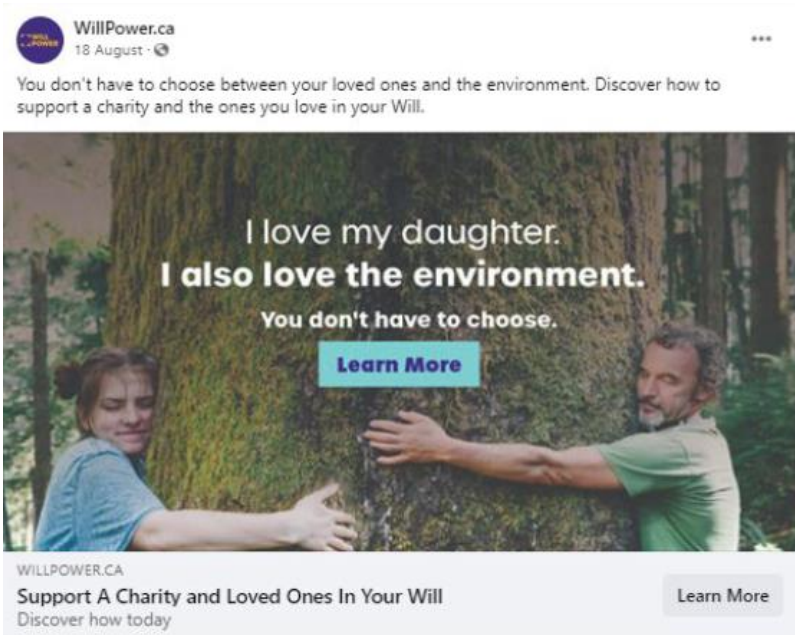 WillPower.ca
18 August ·
You don't have to choose between your loved ones and the environment. Discover how to
support a charity and the ones you love in your Will.
WILL
POWER
I love my daughter.
I also love the environment.
You don't have to choose.
Learn More
WILLPOWER.CA
Support A Charity and Loved Ones In Your Will
Learn More
Discover how today